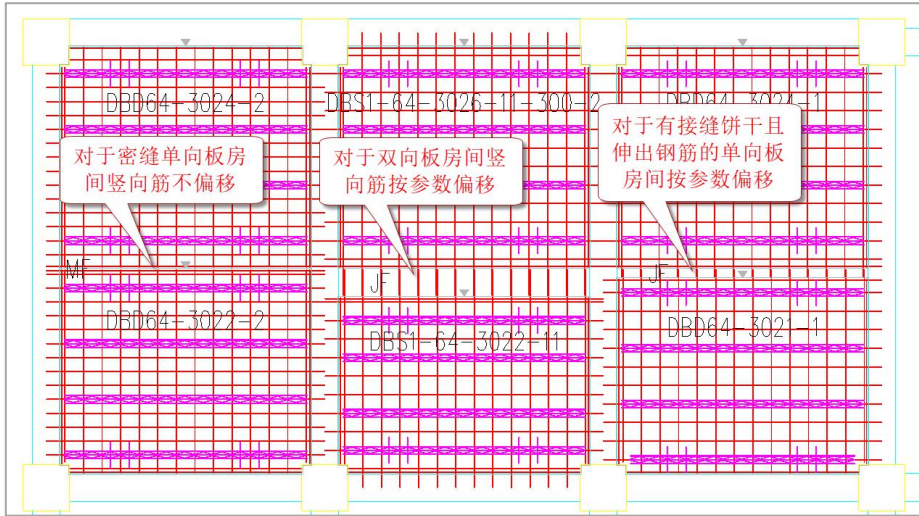 DBD64-3024-2
DBS1-64-3026-11-300-2
DBD64-3024-1
对于密缝单向板房
间竖向筋不偏移
对于双向板房间竖
向筋按参数偏移
对于有接缝饼干且
伸出钢筋的单向板
房间按参数偏移
MF
JF
JF
DBD64-3022-2
DBS1-64-3022-11
DBD64-3021-1